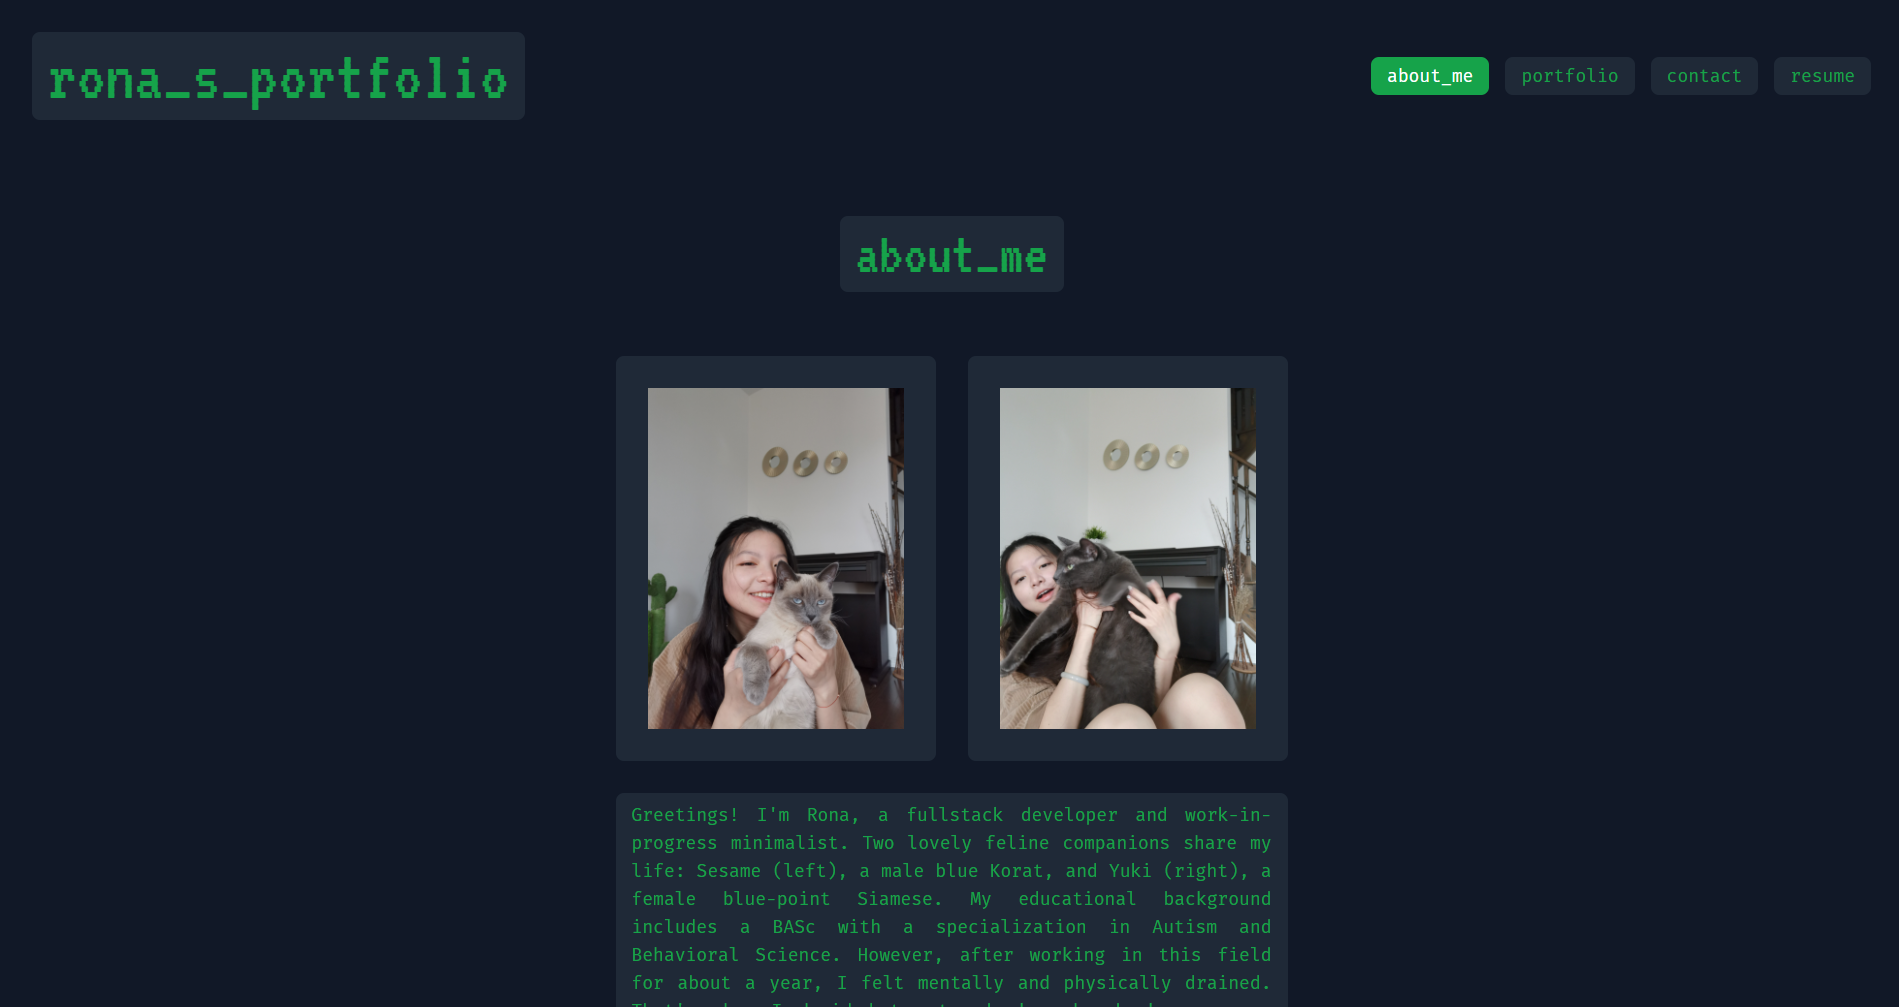 rona_s_portfolio
about_me
portfolio
contact
resume
about_me
Greetings! I'm Rona, a fullstack developer and work-in-
progress minimalist. Two lovely feline companions share my
life: Sesame (left), a male blue Korat, and Yuki (right), a
female blue-point Siamese. My educational background
includes a BASc with a specialization in Autism and
Behavioral Science. However, after working in this field
for about a year, I felt mentally and physically drained.